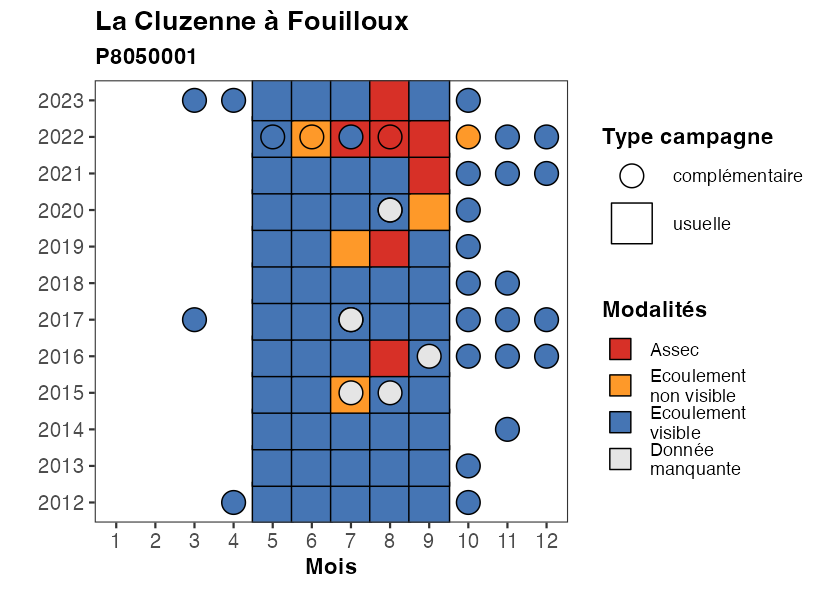 La Cluzenne à Fouilloux
P8050001
2023
2022
2021
2020
2019
2018
2017
2016
2015
2014
2013
2012
1 2 3 4 5 6 7 8 9 10 11 12
Mois
Type campagne
complémentaire
usuelle
Modalités
Assec
Ecoulement
non visible
Ecoulement
visible
Donnée
manquante